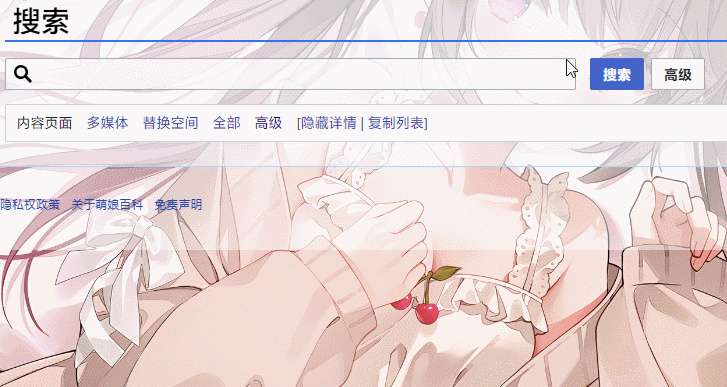 搜索
搜索 高级
内容页面 多媒体 替换空间 全部 高级 [隐藏详情 | 复制列表]
隐私权政策 关于萌娘百科 免责声明